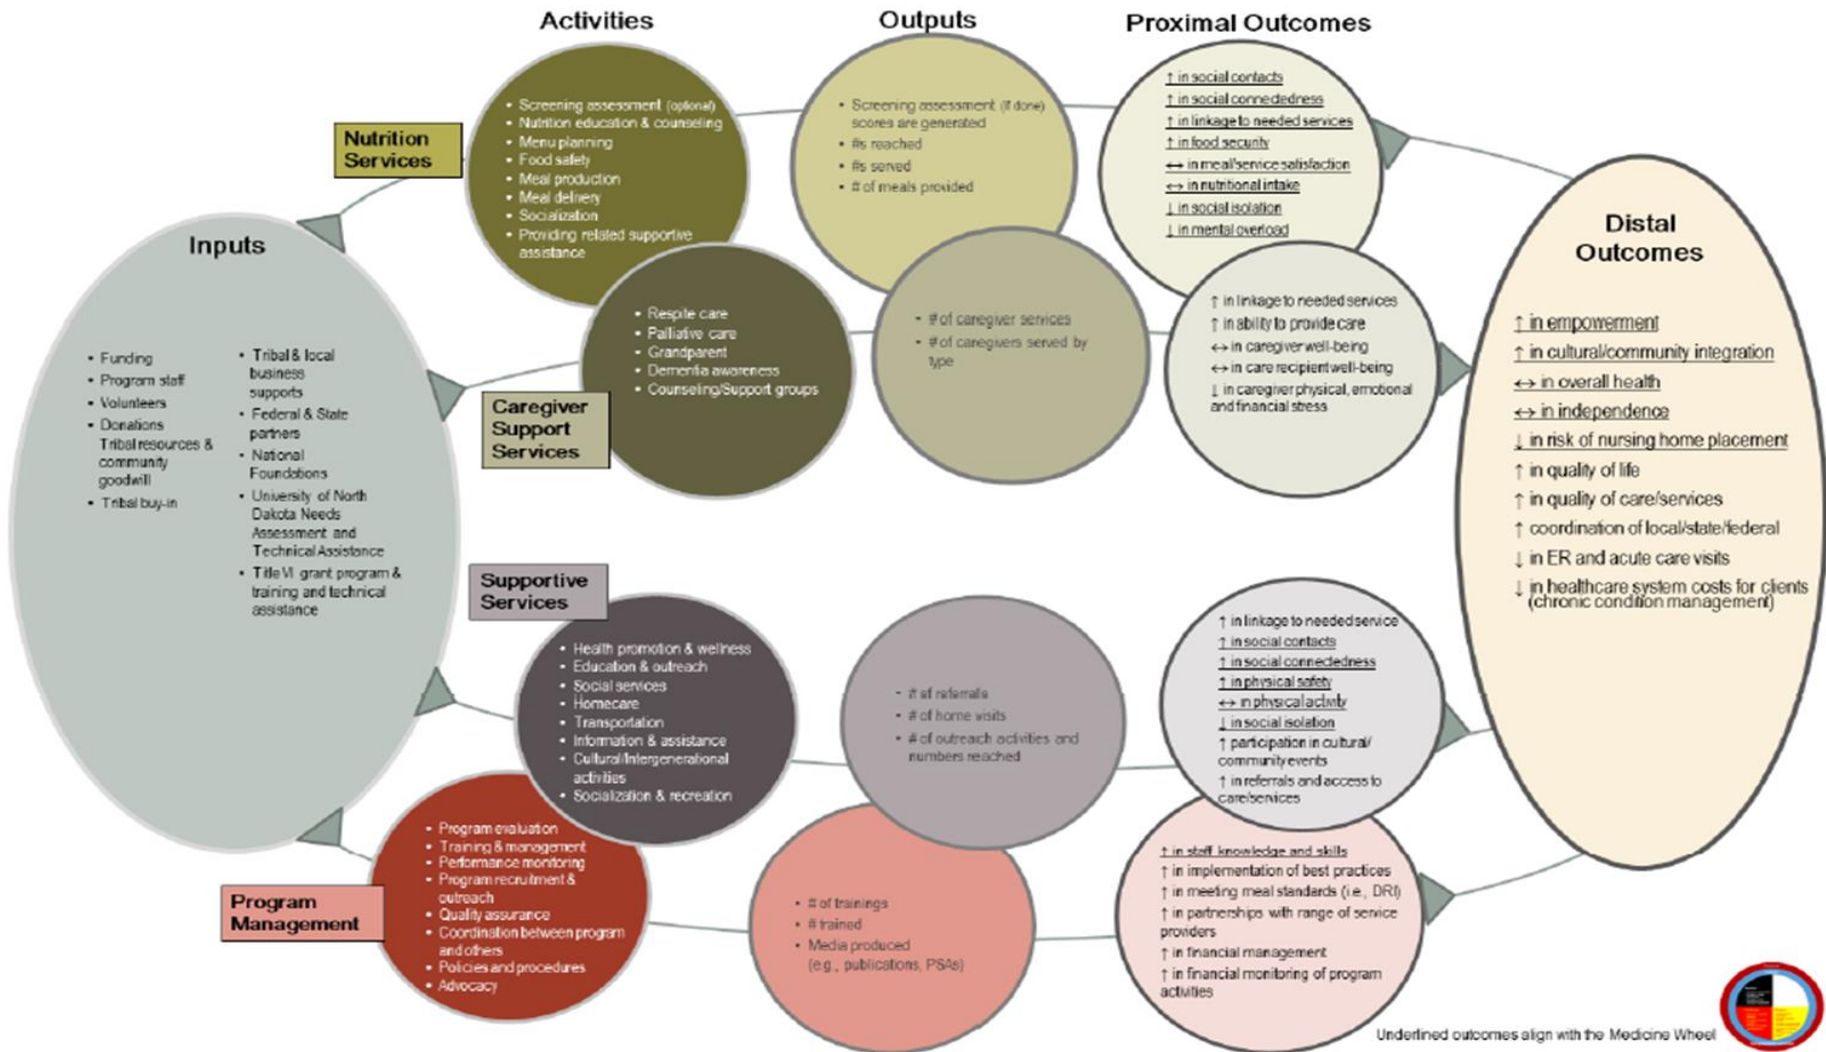 Activities
Outputs
Proximal Outcomes
Nutrition
Services
• Screening assessment (optional)
• Nutrition education & counseling
• Menu planning
• Food safety
• Meal production
• Meal delivery
• Socialization
• Providing related supportive
assistance
• Screening assessment (if done)
scores are generated
• #s reached
• #s served
• # of meals provided
↑ in social contacts
↑ in social connectedness
↑ in linkage to needed services
↑ in food security
↔ in meal/service satisfaction
↔ in nutritional intake
↓ in social isolation
↓ in mental overload
Inputs
• Funding
• Program staff
• Volunteers
• Donations
Tribal resources &
community
goodwill
• Tribal buy-in
• Tribal & local
business
supports
• Federal & State
partners
• National
Foundations
• University of North
Dakota Needs
Assessment and
Technical Assistance
• Title VI grant program &
training and technical
assistance
Caregiver
Support
Services
• Respite care
• Palliative care
• Grandparent
• Dementia awareness
• Counseling/Support groups
• # of caregiver services
• # of caregivers served by
type
↑ in linkage to needed services
↑ in ability to provide care
↔ in caregiver well-being
↔ in care recipient well-being
↓ in caregiver physical, emotional
and financial stress
Distal
Outcomes
↑ in empowerment
↑ in cultural/community integration
↔ in overall health
↔ in independence
↓ in risk of nursing home placement
↑ in quality of life
↑ in quality of care/services
↑ coordination of local/state/federal
↓ in ER and acute care visits
↓ in healthcare system costs for clients
(chronic condition management)
Supportive
Services
• Health promotion & wellness
• Education & outreach
• Social services
• Homecare
• Transportation
• Information & assistance
• Cultural/Intergenerational
activities
• Socialization & recreation
• # of referrals
• # of home visits
• # of outreach activities and
numbers reached
↑ in linkage to needed service
↑ in social contacts
↑ in social connectedness
↑ in physical safety
↔ in physical activity
↓ in social isolation
↑ participation in cultural/
community events
↑ in referrals and access to
care/services
Program
Management
• Program evaluation
• Training & management
• Performance monitoring
• Program recruitment &
outreach
• Quality assurance
• Coordination between program
and others
• Policies and procedures
• Advocacy
• # of trainings
• # trained
• Media produced
(e.g., publications, PSAs)
↑ in staff knowledge and skills
↑ in implementation of best practices
↑ in meeting meal standards (i.e., DRI)
↑ in partnerships with range of service
providers
↑ in financial management
↑ in financial monitoring of program
activities
Underlined outcomes align with the Medicine Wheel